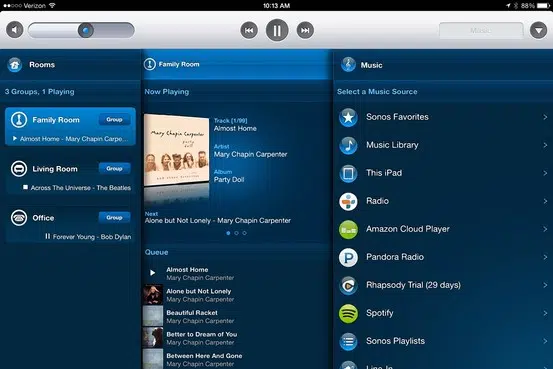 Verizon
10:13 AM
88%
Music
Rooms
3 Groups, 1 Playing
Family Room
Group
Almost Home - Mary Chapin Carpe...
Living Room
Group
Across The Universe - The Beatles
Office
Group
Forever Young - Bob Dylan
Family Room
Now Playing
Mary Chapin Carpenter
party doll
Track [1/99]
Almost Home
Artist
Mary Chapin Carpenter
Album
Party Doll
Next
Alone but Not Lonely - Mary Chapin Carpenter
Queue
Almost Home
Mary Chapin Carpenter
Alone but Not Lonely
Mary Chapin Carpenter
Beautiful Racket
Mary Chapin Carpenter
Better to Dream of You
Mary Chapin Carpenter
Between Here And Gone
Mary Chapin Carpenter
Music
Select a Music Source
Sonos Favorites
Music Library
This iPad
Radio
Amazon Cloud Player
Pandora Radio
Rhapsody Trial (29 days)
Spotify
Sonos Playlists
Line-In